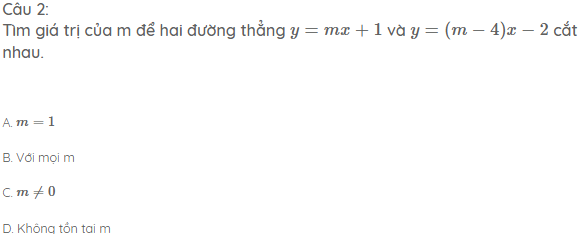 Câu 2:
Tìm giá trị của m để hai đường thẳng y = mx + 1 và y = (m − 4)x − 2 cắt
nhau.
A. m = 1
B. Với mọi m
C. m ≠ 0
D. Không tồn tại m